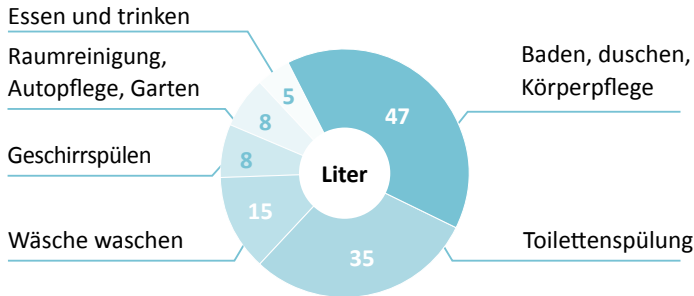 Essen und trinken
Raumreinigung,
Autopflege, Garten
Geschirrspülen
Wäsche waschen
Baden, duschen,
Körperpflege
Toilettenspülung
5
8
8
15
35
47
Liter